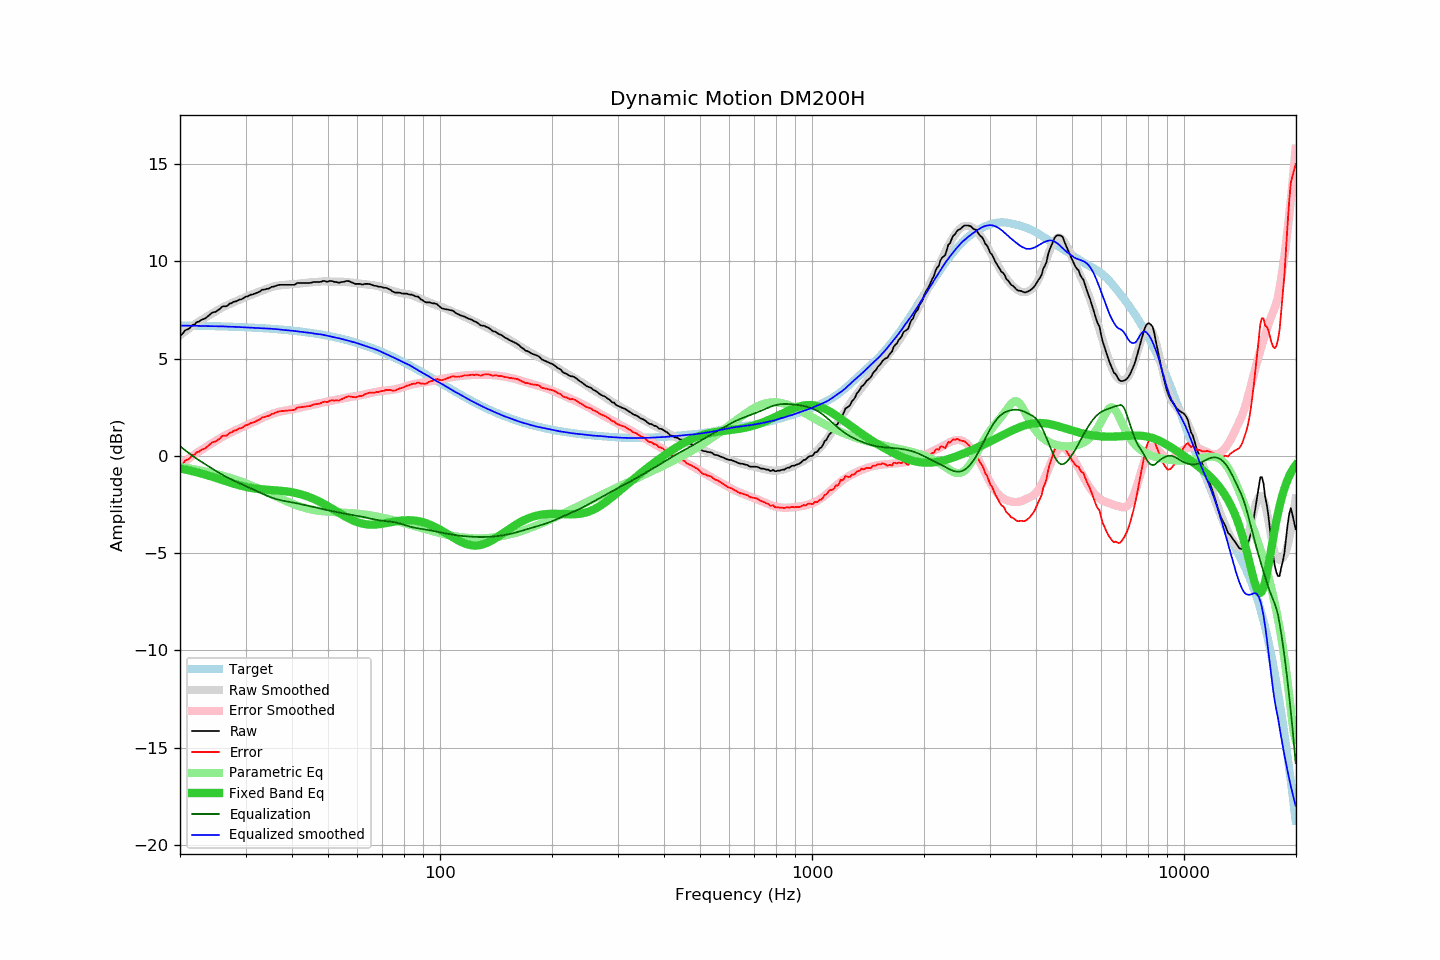 Dynamic Motion DM200H
15
10
5
0
−5
−10
−15
−20
Amplitude (dBr)
Target
Raw Smoothed
Error Smoothed
Raw
Error
Parametric Eq
Fixed Band Eq
Equalization
Equalized smoothed
100
1000
10000
Frequency (Hz)